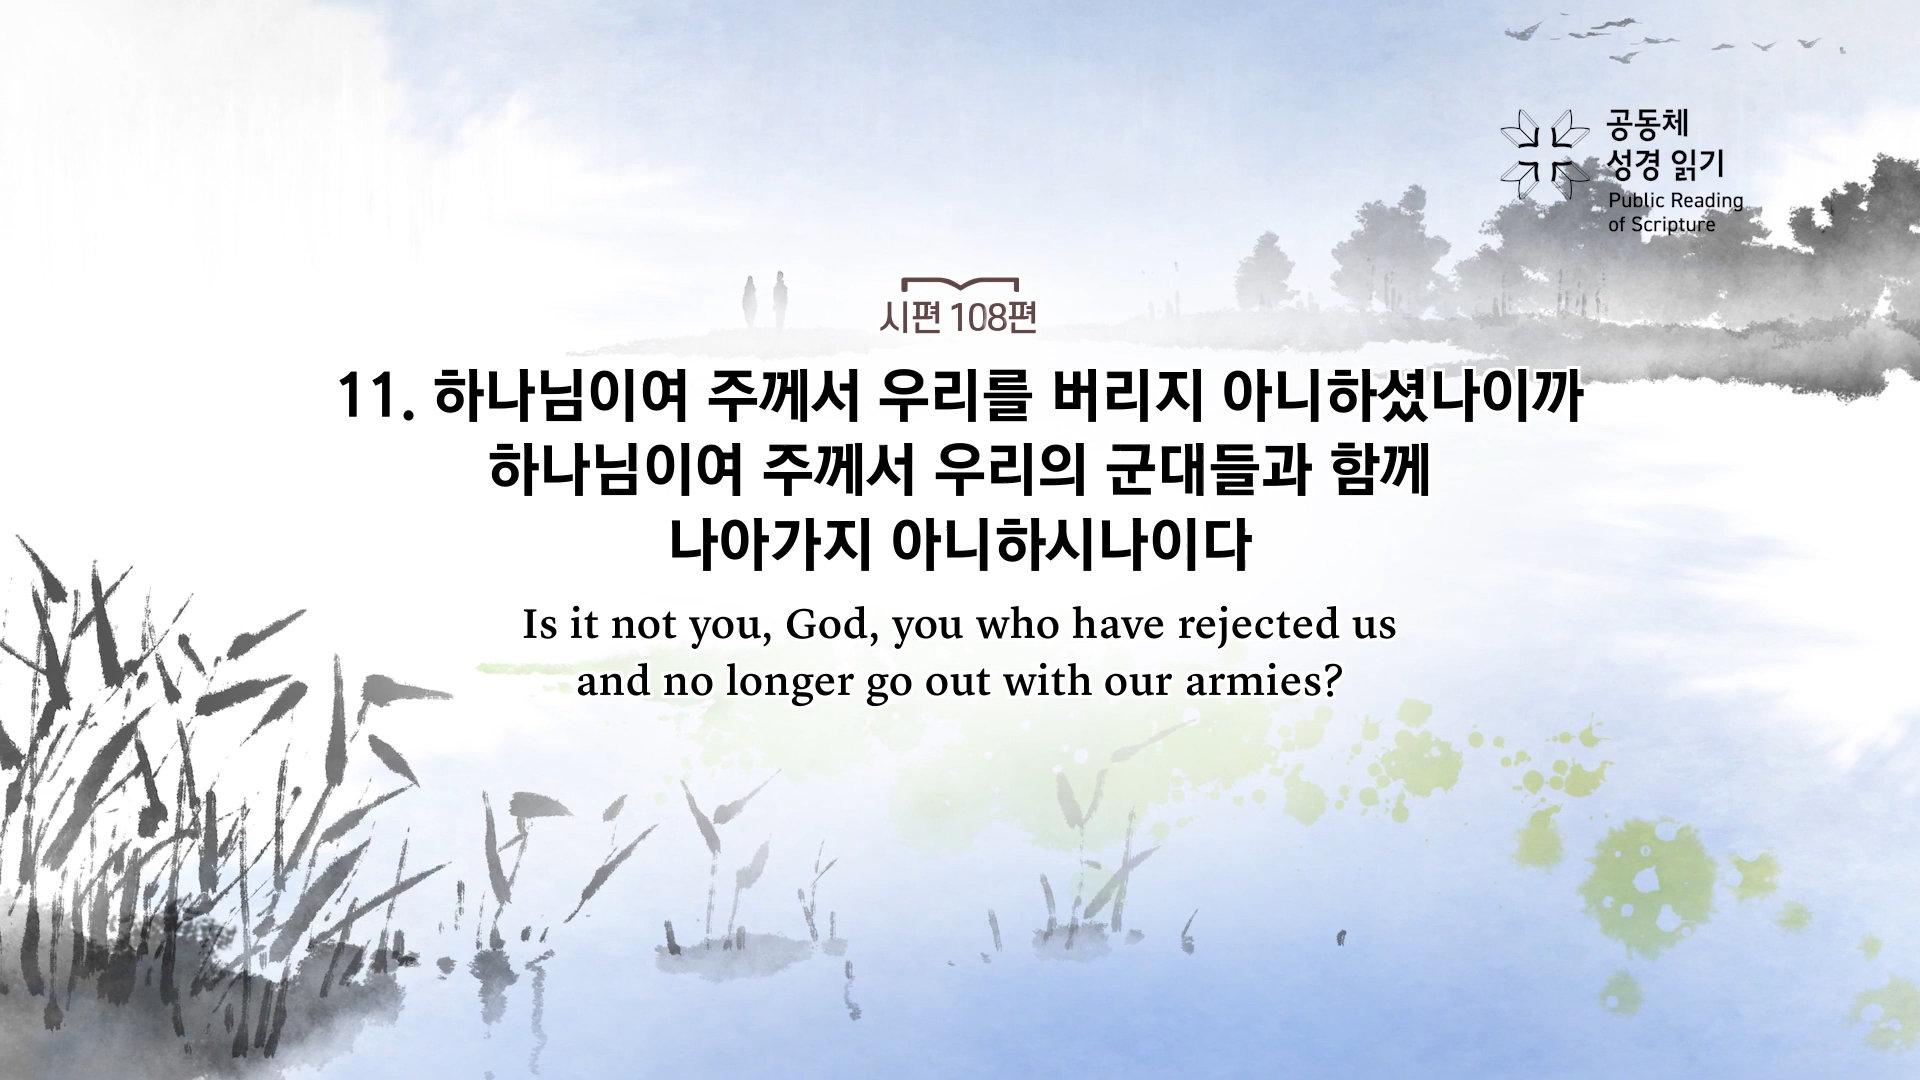 공동체
성경 읽기
Public Reading
of Scripture
시편 108편
11. 하나님이여 주께서 우리를 버리지 아니하셨나이까
하나님이여 주께서 우리의 군대들과 함께
나아가지 아니하시나이다
Is it not you, God, you who have rejected us
and no longer go out with our armies?